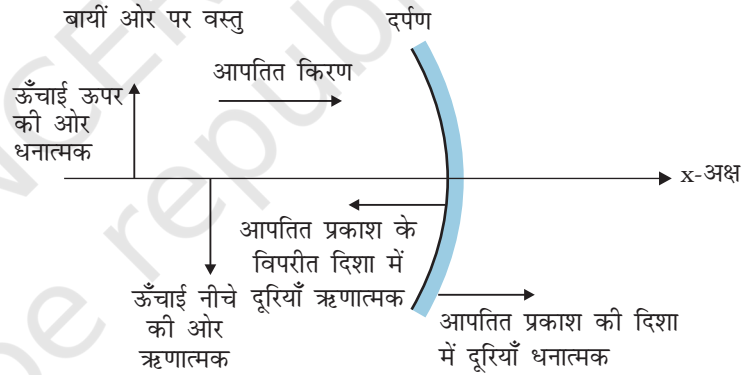 बायीं ओर पर वस्तु
दर्पण
आपतित किरण
ऊँचाई ऊपर
की ओर
धनात्मक
x-अक्ष
आपतित प्रकाश के
विपरीत दिशा में
दूरियाँ ऋणात्मक
ऊँचाई नीचे
की ओर
ऋणात्मक
आपतित प्रकाश की दिशा
में दूरियाँ धनात्मक